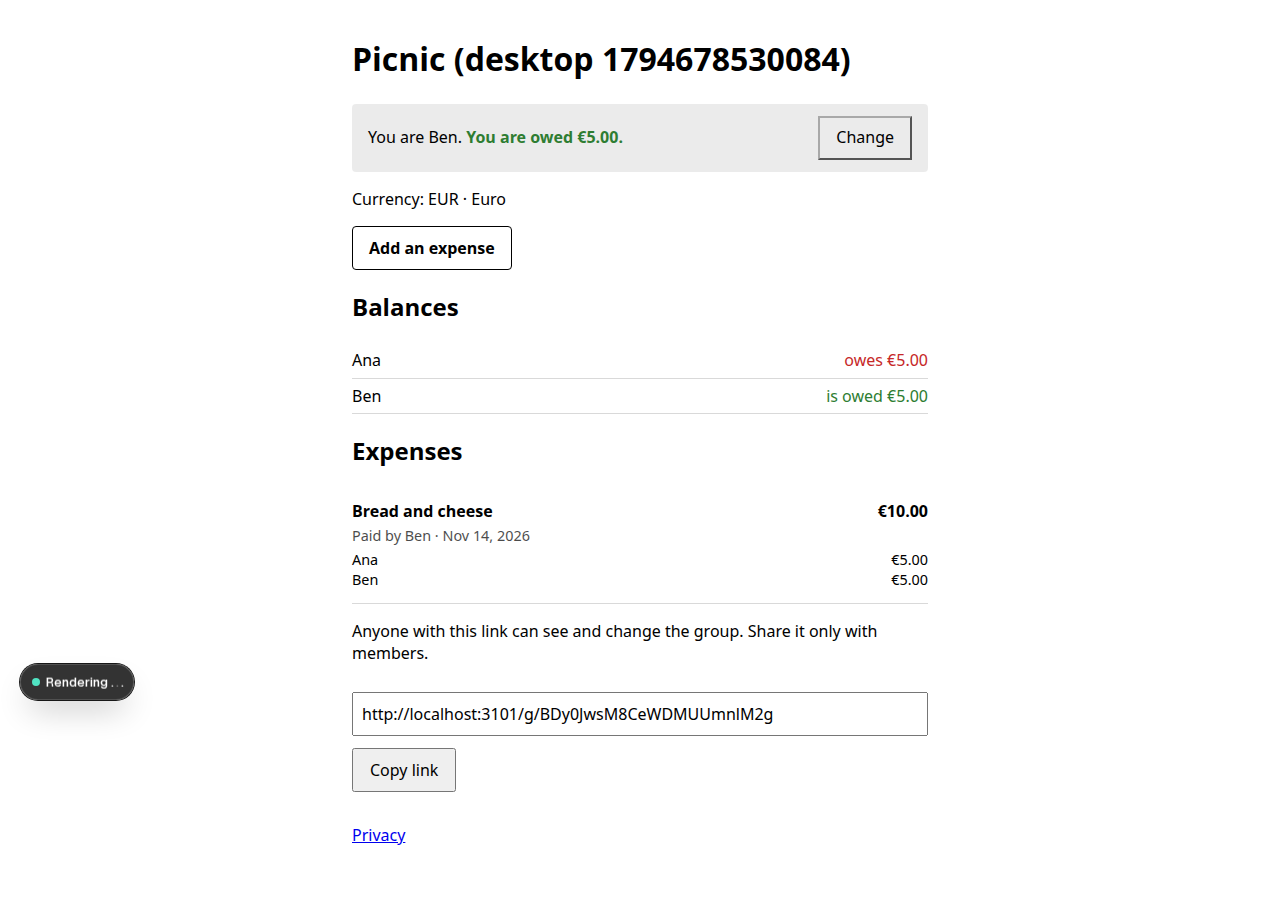 Picnic (desktop 1794678530084)
You are Ben. You are owed €5.00.
Change
Currency: EUR · Euro
Add an expense
Balances
Ana owes €5.00
Ben is owed €5.00
Expenses
Bread and cheese €10.00
Paid by Ben · Nov 14, 2026
Ana €5.00
Ben €5.00
Anyone with this link can see and change the group. Share it only with
members.
Rendering ...
http://localhost:3101/g/BDy0JwsM8CeWDMUUmnlM2g
Copy link
Privacy